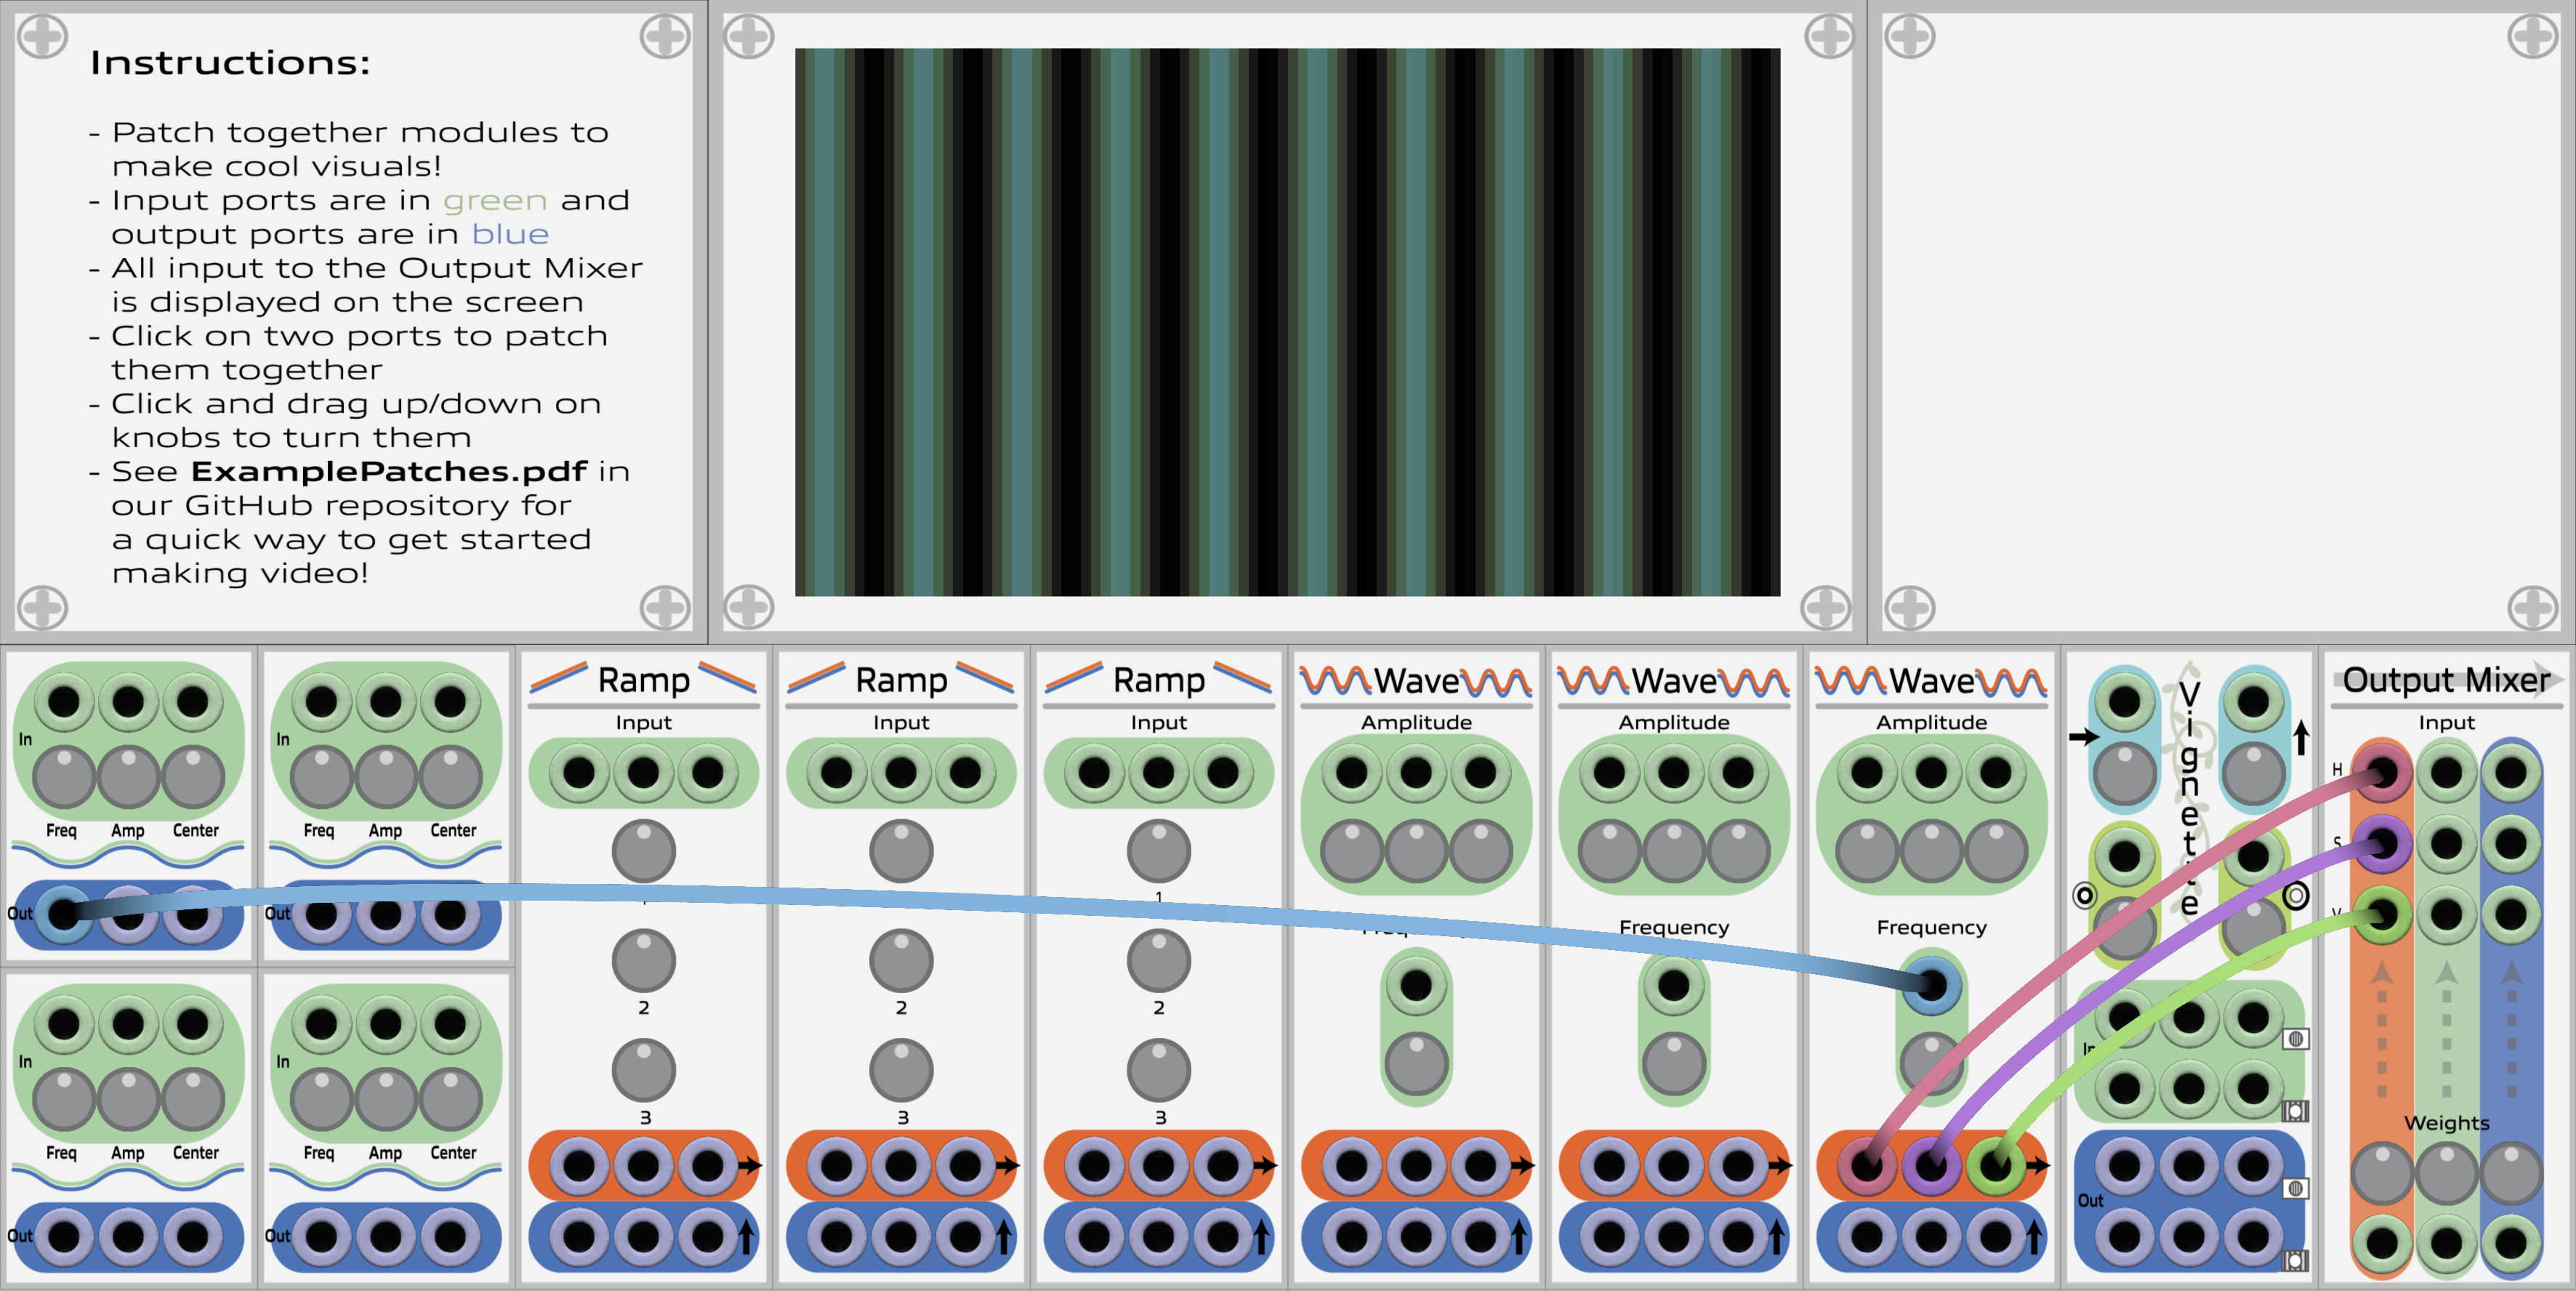 Instructions:
- Patch together modules to
make cool visuals!
- Input ports are in green and
output ports are in blue
- All input to the Output Mixer
is displayed on the screen
- Click on two ports to patch
them together
- Click and drag up/down on
knobs to turn them
- See ExamplePatches.pdf in
our GitHub repository for
a quick way to get started
making video!
In
Freq Amp Center
Out
In
Freq Amp Center
Out
In
Freq Amp Center
Out
In
Freq Amp Center
Out
Ramp
Input
2
3
Ramp
Input
2
3
Ramp
Input
1
2
3
Wave
Amplitude
Frequency
Wave
Amplitude
Frequency
Wave
Amplitude
Frequency
Vignette
In
Out
Output Mixer
Input
H
S
V
Weights